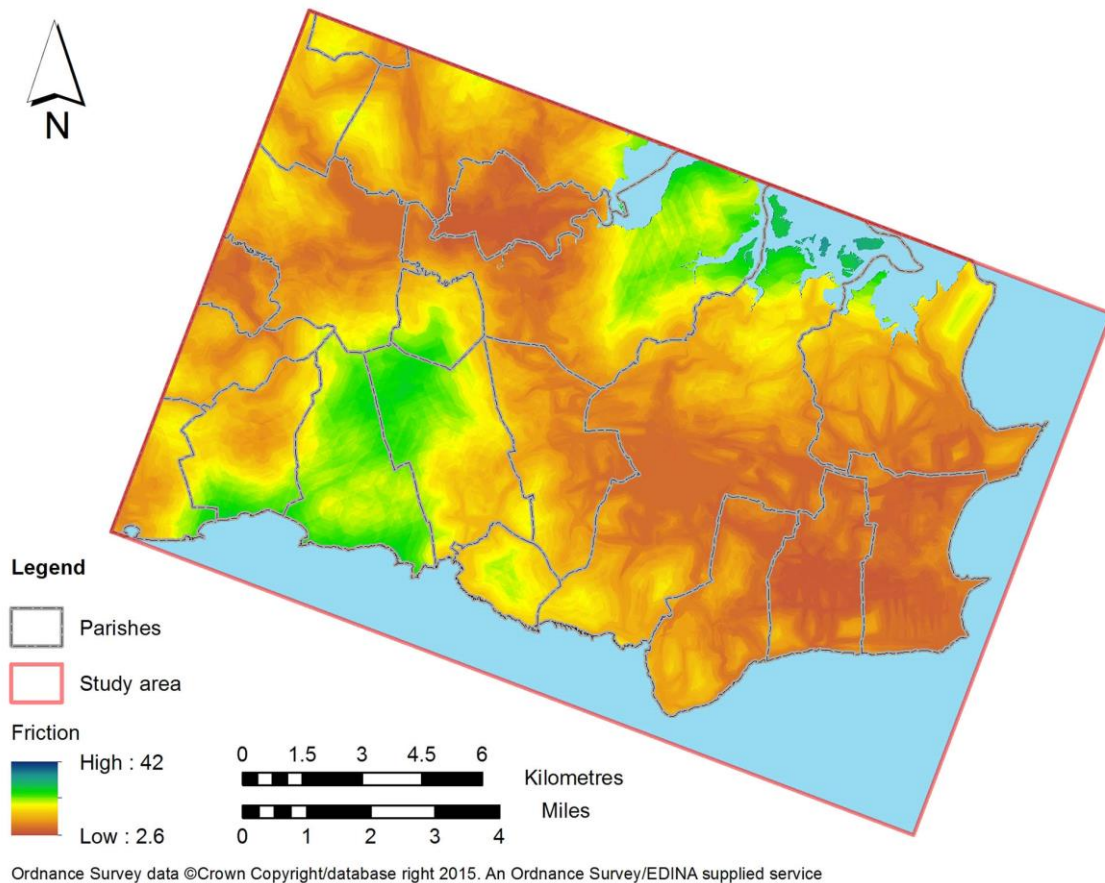 N
Legend
Parishes
Study area
Friction
High : 42
Low : 2.6
0 1.5 3 4.5 6
Kilometres
Miles
0 1 2 3 4
Ordnance Survey data ©Crown Copyright/database right 2015. An Ordnance Survey/EDINA supplied service